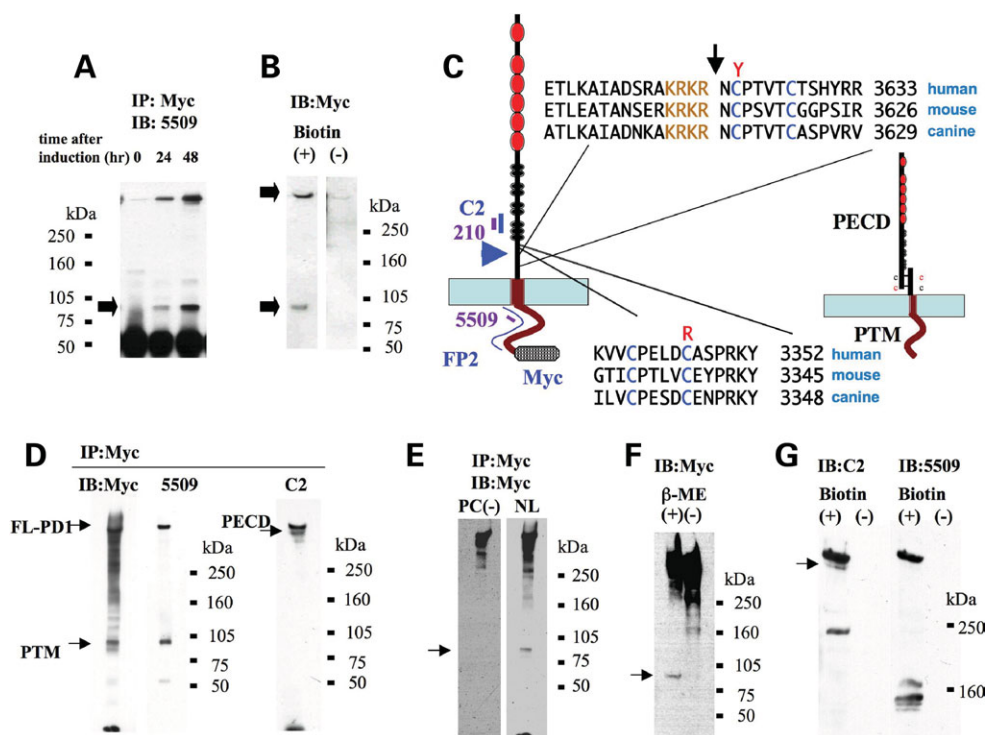 A
IP: Myc
IB: 5509
time after
induction (hr) 0 24 48
kDa
250
160
105
75
50
B
IB:Myc
Biotin
(+) (-)
kDa
250
160
105
75
50
C
Y
ETLKAIADSRAKRKR NCPTVTCTSHYRR 3633 human
ETLEATANSERKRKR NCPSVTCGGPSIR 3626 mouse
ATLKAIADNKAKRKR NCPTVTCASPVRV 3629 canine
C2
210
5509
FP2
Myc
PECD
c c
c c
PTM
R
KVVCPELDCASPRKY 3352 human
GTICPTLVCEYPRKY 3345 mouse
ILVCPESDCENPRKY 3348 canine
D
IP:Myc
IB:Myc 5509 C2
FL-PD1
PTM
kDa
250
160
105
75
50
PECD
kDa
250
160
105
75
50
E
IP:Myc
IB:Myc
PC(-) NL
kDa
250
160
105
75
50
F
IB:Myc
β-ME
(+)(-)
kDa
250
160
105
75
50
G
IB:C2 IB:5509
Biotin Biotin
(+) (-) (+) (-)
kDa
250
160